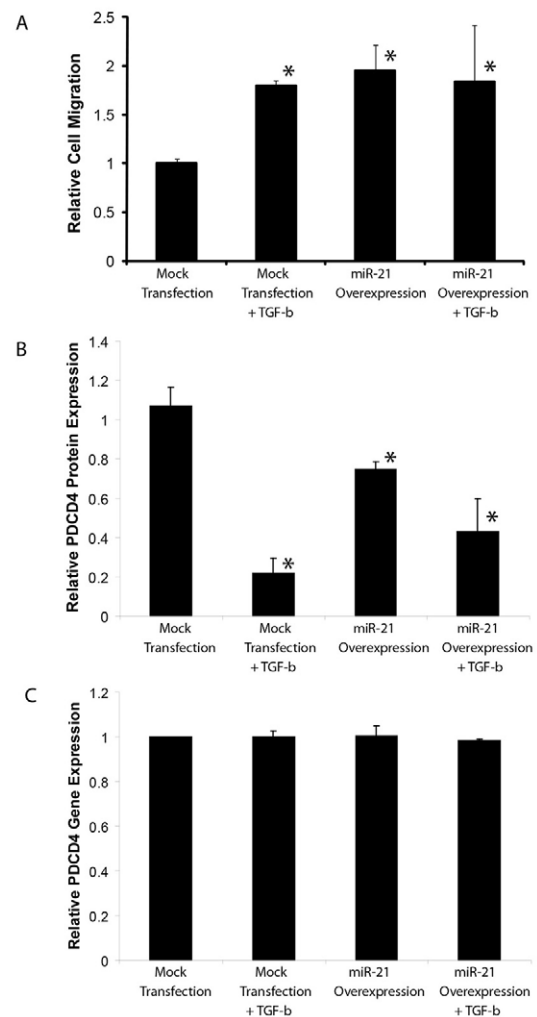 A
Relative Cell Migration
2.5
2
1.5
1
0.5
0
*
*
*
Mock
Transfection
Mock
Transfection
+ TGF-b
miR-21
Overexpression
miR-21
Overexpression
+ TGF-b
B
Relative PDCD4 Protein Expression
1.4
1.2
1
0.8
0.6
0.4
0.2
0
*
*
*
Mock
Transfection
Mock
Transfection
+ TGF-b
miR-21
Overexpression
miR-21
Overexpression
+ TGF-b
C
Relative PDCD4 Gene Expression
1.2
1
0.8
0.6
0.4
0.2
0
Mock
Transfection
Mock
Transfection
+ TGF-b
miR-21
Overexpression
miR-21
Overexpression
+ TGF-b